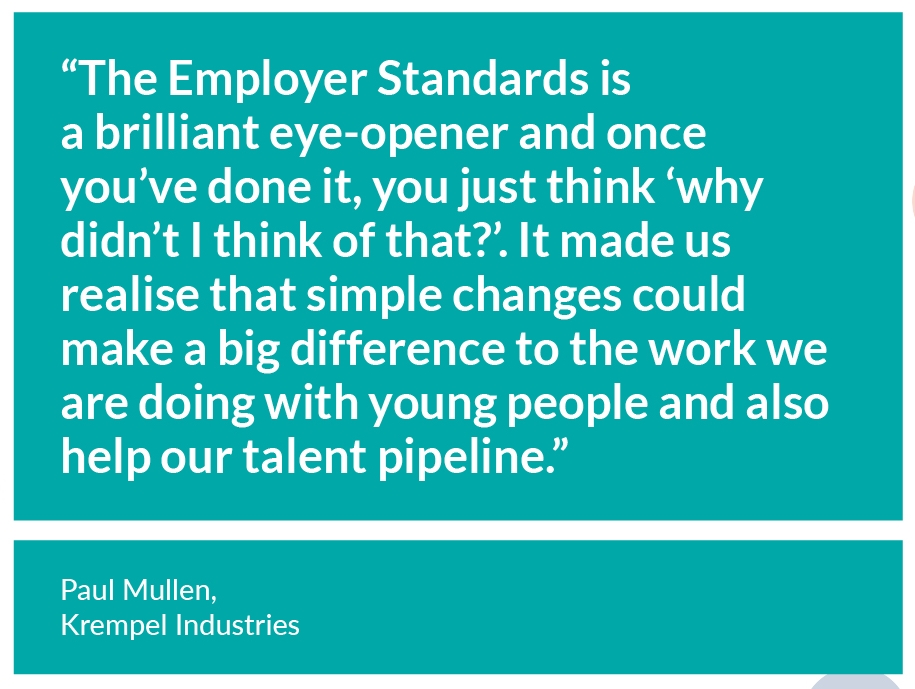 “The Employer Standards is
a brilliant eye-opener and once
you’ve done it, you just think ‘why
didn’t I think of that?’. It made us
realise that simple changes could
make a big difference to the work we
are doing with young people and also
help our talent pipeline.”
Paul Mullen,
Krempel Industries